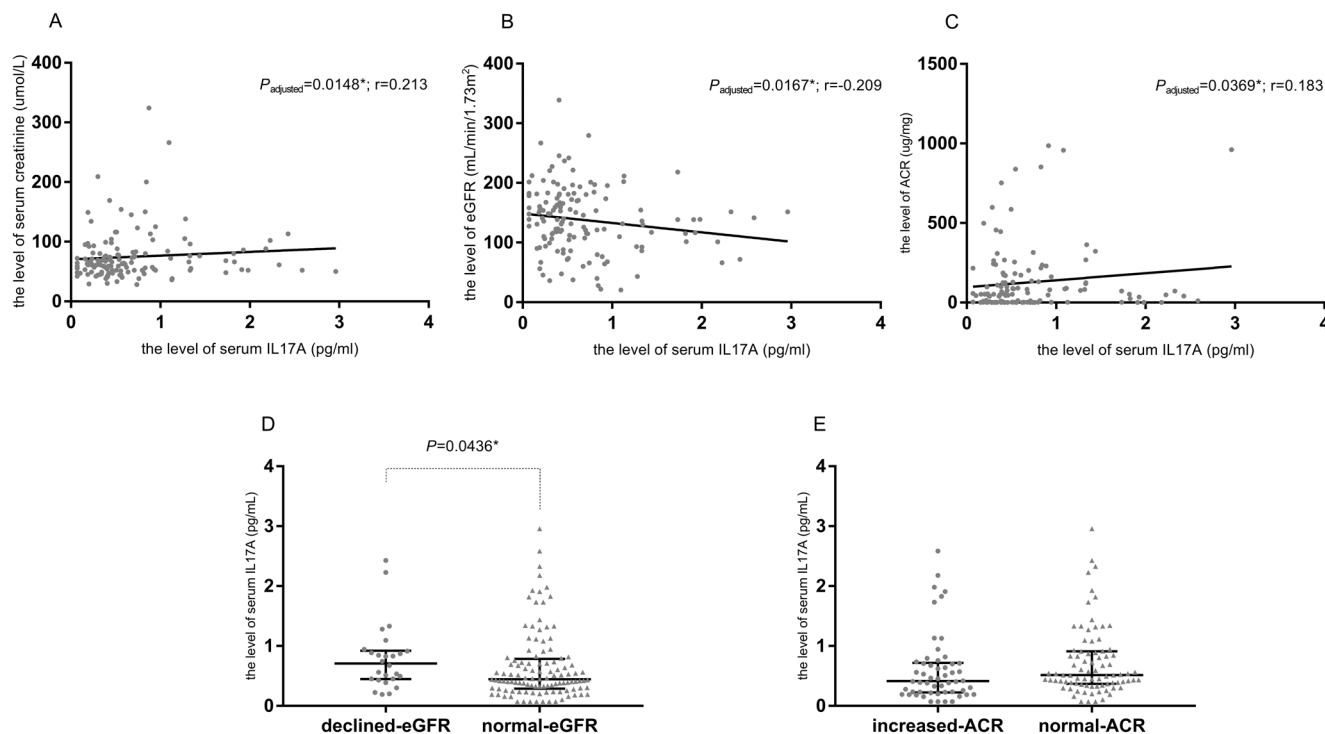 A
the level of serum creatinine (umol/L)
400
300
200
100
0
P adjusted=0.0148*; r=0.213
0 1 2 3 4
the level of serum IL17A (pg/ml)
B
the level of eGFR (mL/min/1.73m²)
400
300
200
100
0
P adjusted=0.0167*; r=-0.209
0 1 2 3 4
the level of serum IL17A (pg/ml)
C
the level of ACR (ug/mg)
1500
1000
500
0
P adjusted=0.0369*; r=0.183
0 1 2 3 4
the level of serum IL17A (pg/ml)
D
P=0.0436*
the level of serum IL17A (pg/mL)
4
3
2
1
0
declined-eGFR normal-eGFR
E
the level of serum IL17A (pg/mL)
4
3
2
1
0
increased-ACR normal-ACR